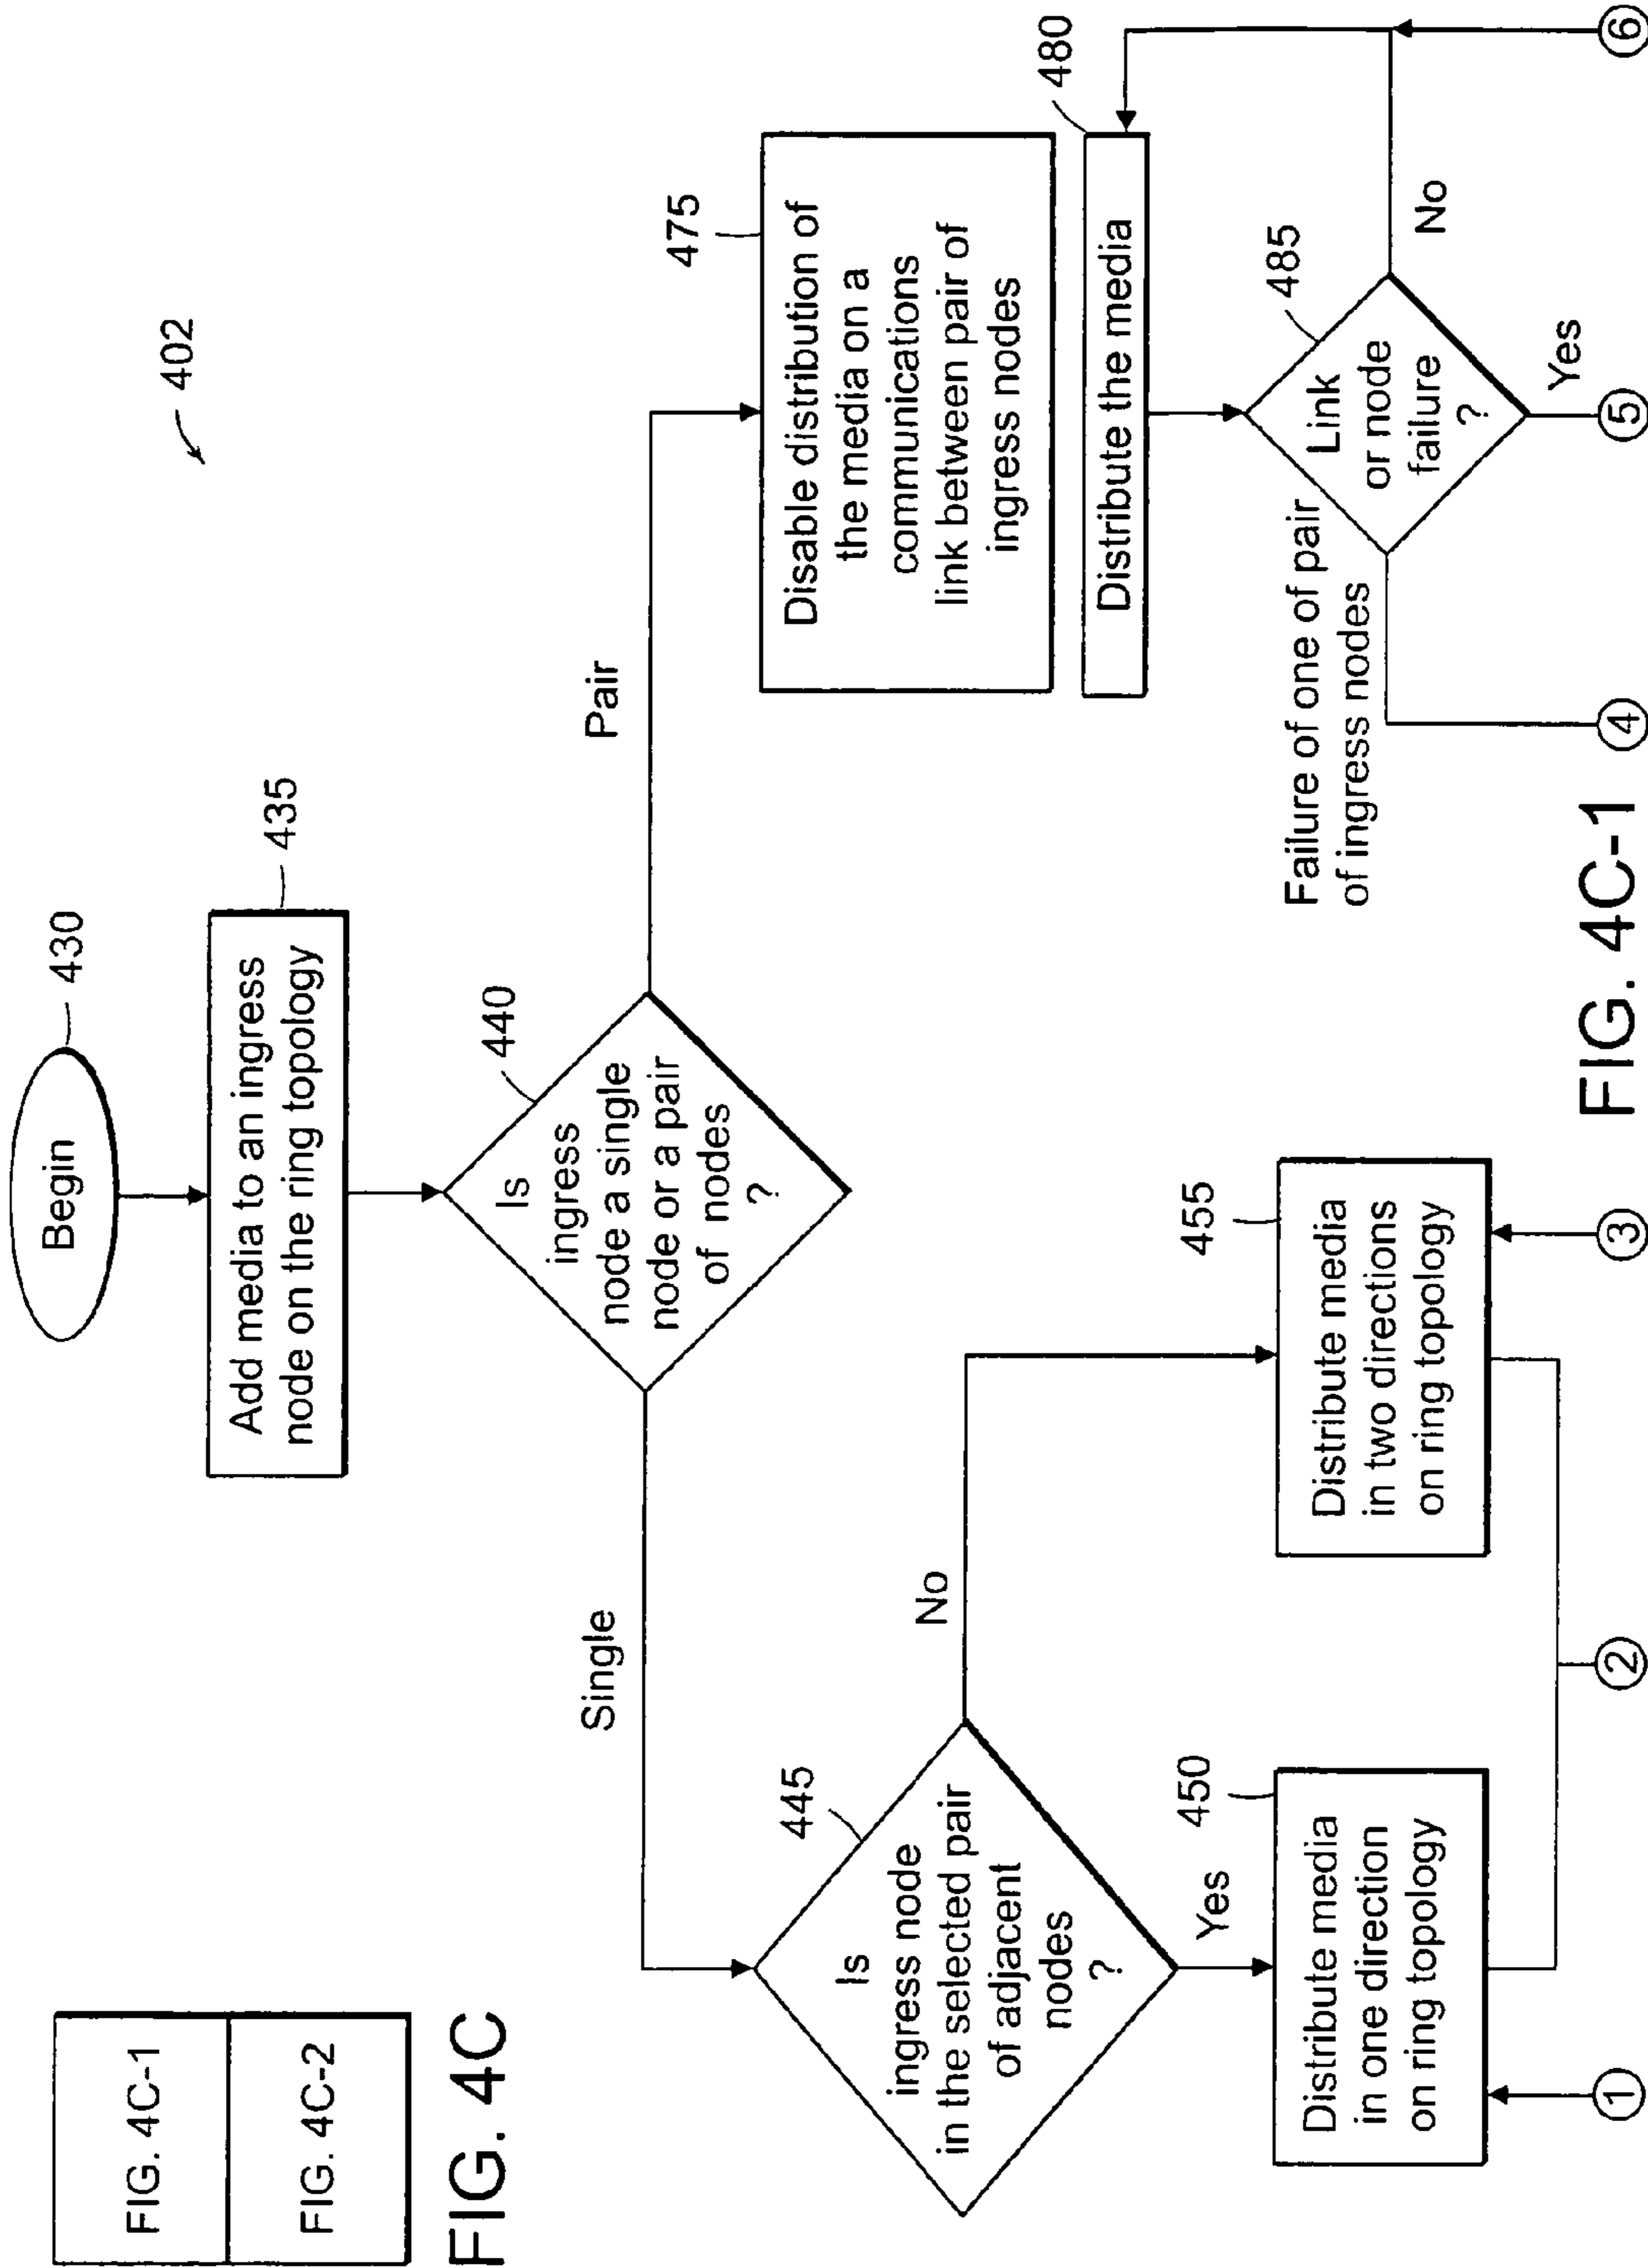 FIG. 4C-1
FIG. 4C-2
FIG. 4C
402
Begin
430
Add media to an ingress
node on the ring topology
435
Is
ingress
node a single
node or a pair
of nodes
?
440
Single
Pair
Is
ingress node
in the selected pair
of adjacent
nodes
?
445
No
Yes
Distribute media
in one direction
on ring topology
450
Distribute media
in two directions
on ring topology
455
Disable distribution of
the media on a
communications
link between pair of
ingress nodes
475
Distribute the media
480
Link
or node
failure
?
485
Failure of one of pair
of ingress nodes
No
Yes
1
2
3
4
5
6
FIG. 4C-1